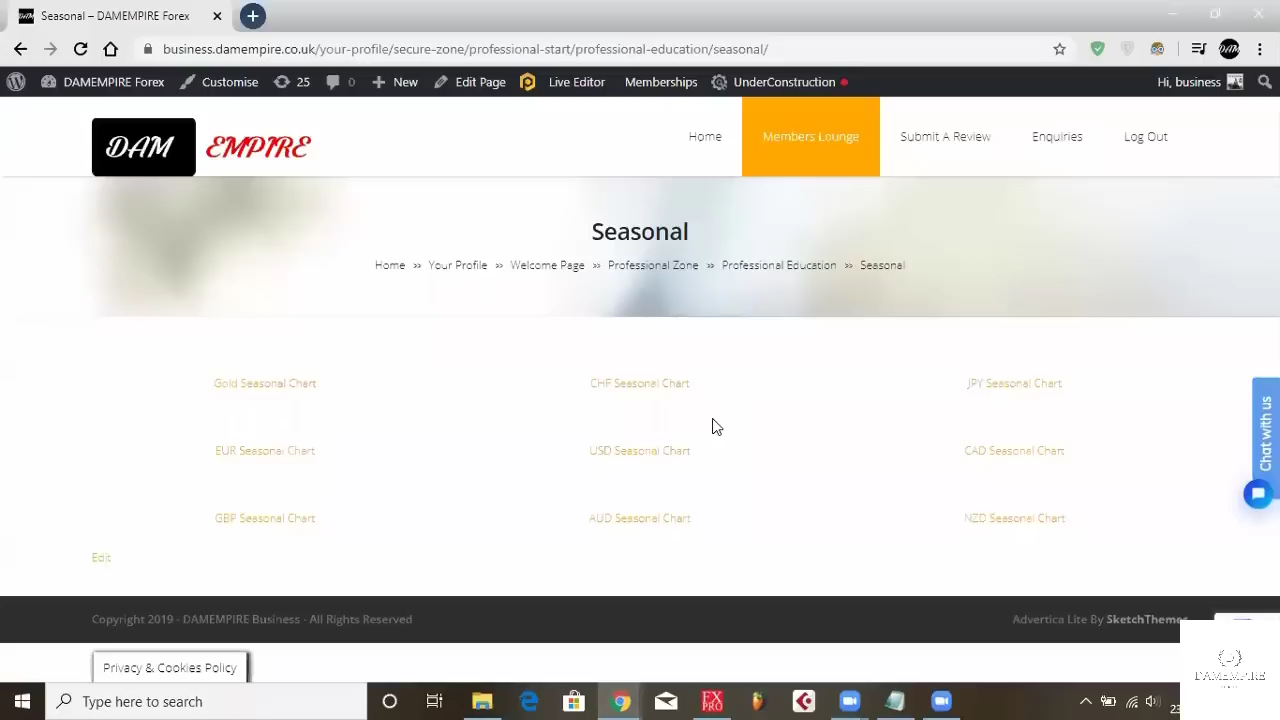 Seasonal – DAMEMPIRE Forex
business.damempire.co.uk/your-profile/secure-zone/professional-start/professional-education/seasonal/
DAM
DAMEMPIRE Forex Customise 25 0 New Edit Page Live Editor Memberships UnderConstruction Hi, business
DAM EMPIRE
Home Members Lounge Submit A Review Enquiries Log Out
Seasonal
Home » Your Profile » Welcome Page » Professional Zone » Professional Education » Seasonal
Gold Seasonal Chart CHF Seasonal Chart JPY Seasonal Chart
EUR Seasonal Chart USD Seasonal Chart CAD Seasonal Chart
GBP Seasonal Chart AUD Seasonal Chart NZD Seasonal Chart
Chat with us
Edit
Copyright 2019 - DAMEMPIRE Business - All Rights Reserved Advertica Lite By SketchThemes
Privacy & Cookies Policy
DAMEMPIRE
Type here to search
FX PRO